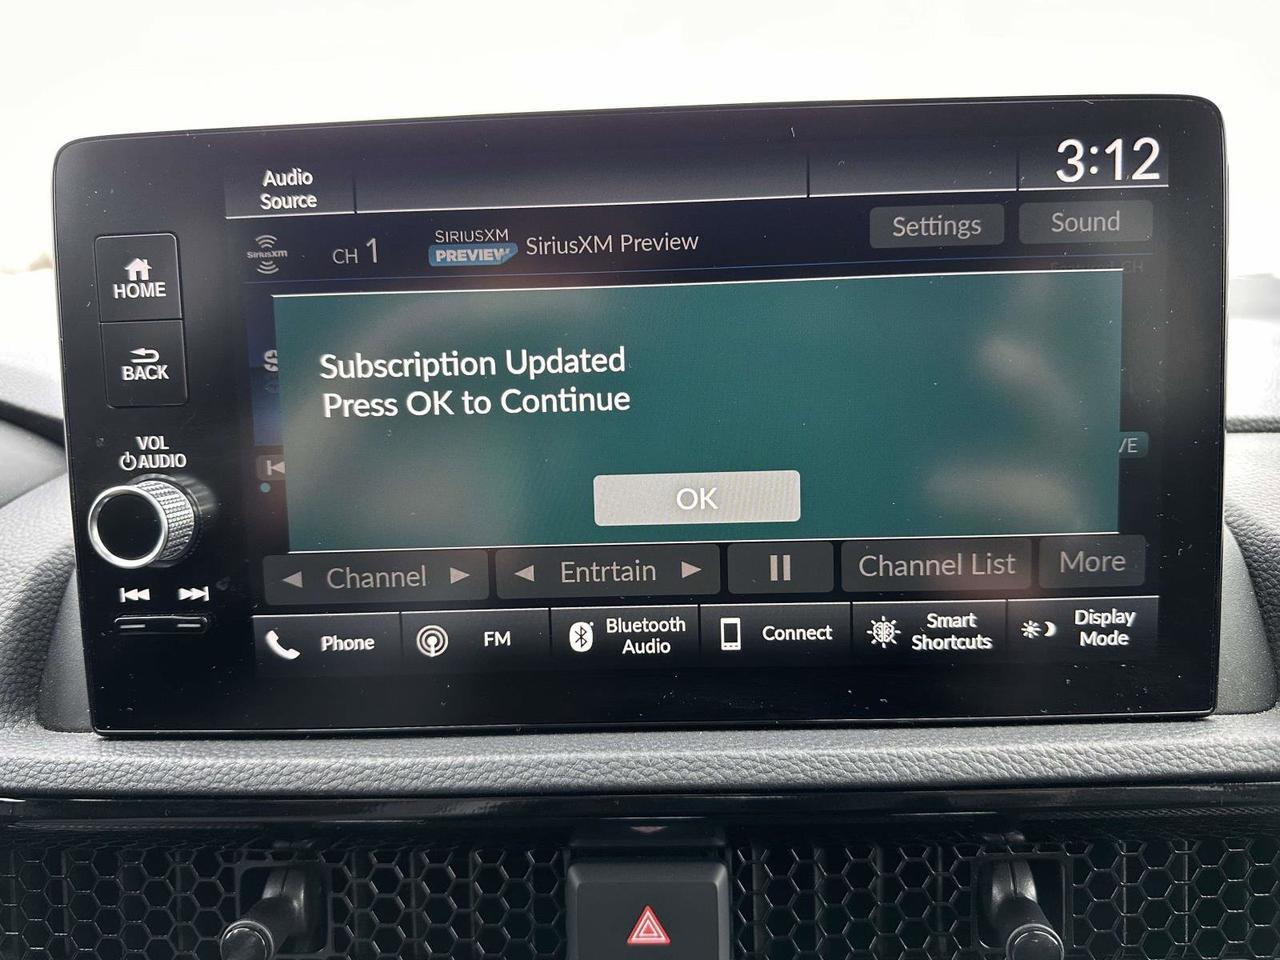 Audio
Source
3:12
SiriusXM
CH 1
SIRIUSXM
PREVIEW
SiriusXM Preview
Settings
Sound
HOME
BACK
VOL
AUDIO
Subscription Updated
Press OK to Continue
OK
Channel
Entrtain
Channel List
More
Phone
FM
Bluetooth
Audio
Connect
Smart
Shortcuts
Display
Mode